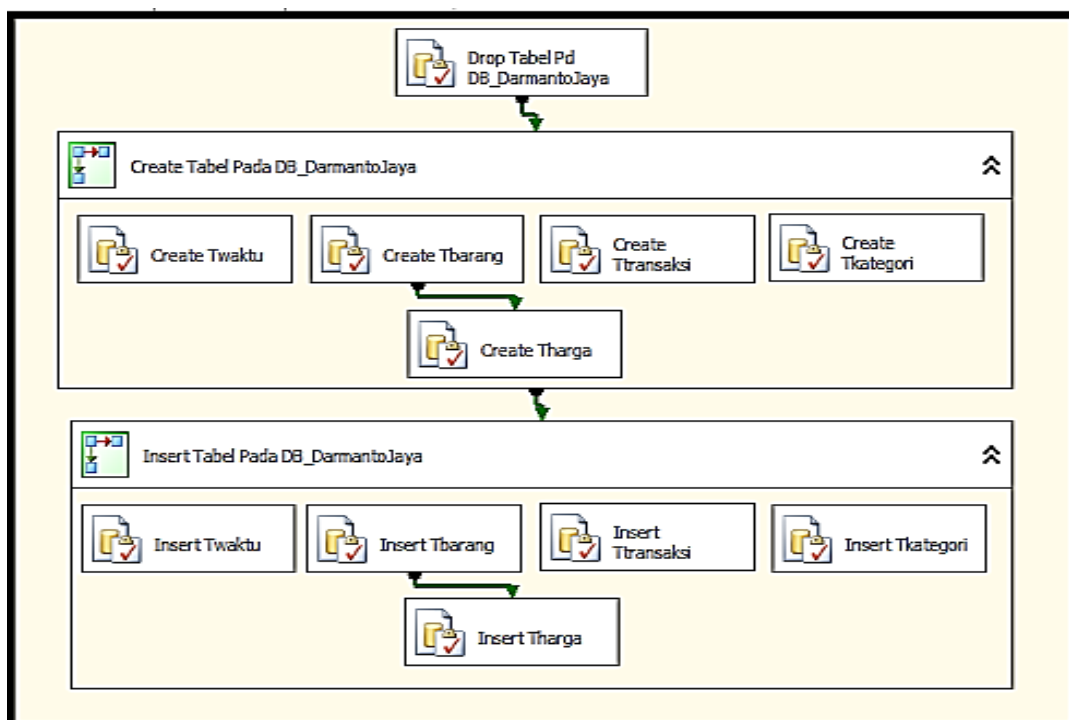 Drop Tabel Pd
DB_DarmantoJaya
Create Tabel Pada DB_DarmantoJaya
Create Twaktu
Create Tbarang
Create
Ttransaksi
Create
Tkategori
Create Tharga
Insert Tabel Pada DB_DarmantoJaya
Insert Twaktu
Insert Tbarang
Insert
Ttransaksi
Insert Tkategori
Insert Tharga